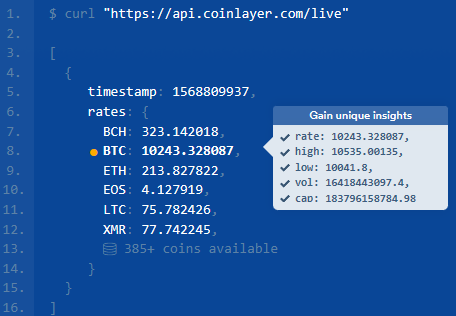 1. $ curl "https://api.coinlayer.com/live"
2.
3. [
4. {
5. timestamp: 1568809937,
6. rates: {
7. BCH: 323.142018,
8. BTC: 10243.328087,
9. ETH: 213.827822,
10. EOS: 4.127919,
11. LTC: 75.782426,
12. XMR: 77.742245,
13. 385+ coins available
14. }
15. }
16. ]
Gain unique insights
✓ rate: 10243.328087,
✓ high: 10535.00135,
✓ low: 10041.8,
✓ vol: 16418443097.4,
✓ cap: 183796158784.98